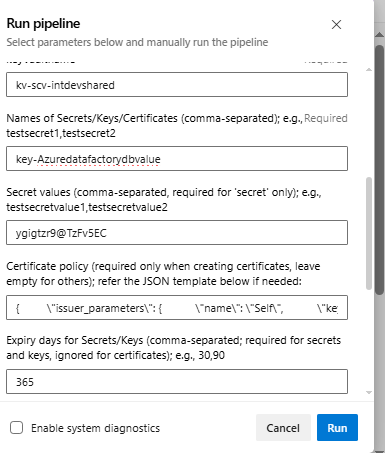 Run pipeline
Select parameters below and manually run the pipeline
kv-scv-intdevshared
Names of Secrets/Keys/Certificates (comma-separated); e.g., Required
testsecret1,testsecret2
key-Azuredatafactorydbvalue
Secret values (comma-separated, required for 'secret' only); e.g.,
testsecretvalue1,testsecretvalue2
ygigtzr9@TzFv5EC
Certificate policy (required only when creating certificates, leave
empty for others); refer the JSON template below if needed:
{ \"issuer_parameters\": { \"name\": \"Self\", \"ke
Expiry days for Secrets/Keys (comma-separated; required for secrets
and keys, ignored for certificates); e.g., 30,90
365
Enable system diagnostics
Cancel
Run